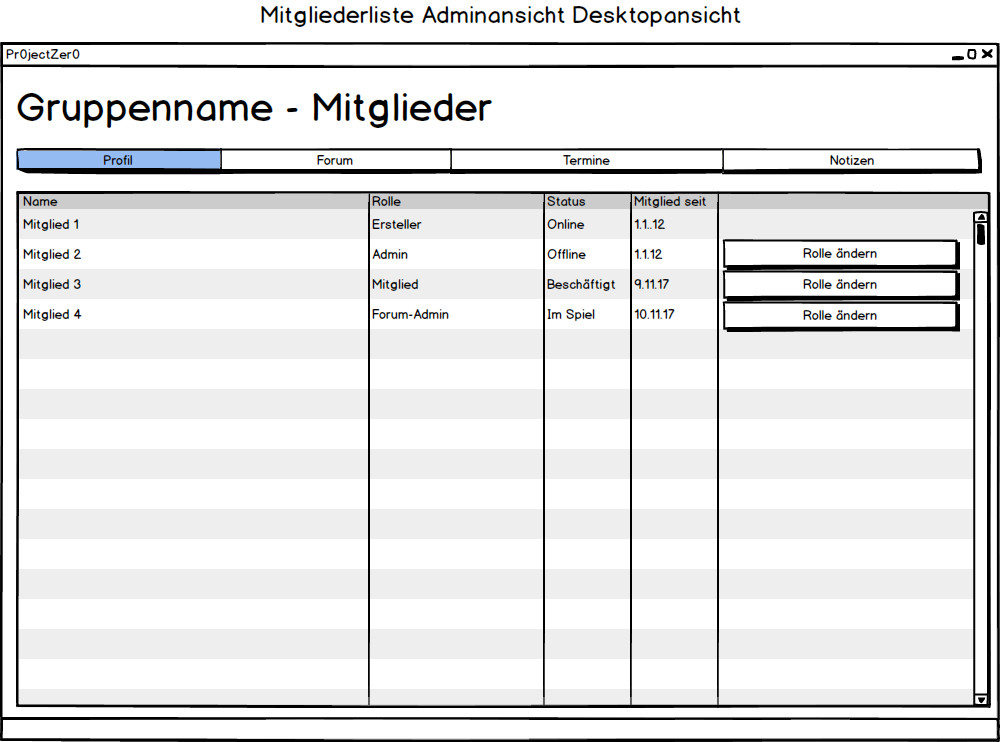 Mitgliederliste Adminansicht Desktopansicht
Pr0jectZer0
Gruppenname - Mitglieder
Profil Forum Termine Notizen
Name Rolle Status Mitglied seit
Mitglied 1 Ersteller Online 1.1..12
Mitglied 2 Admin Offline 1.1.12 Rolle ändern
Mitglied 3 Mitglied Beschäftigt 9.11.17 Rolle ändern
Mitglied 4 Forum-Admin Im Spiel 10.11.17 Rolle ändern